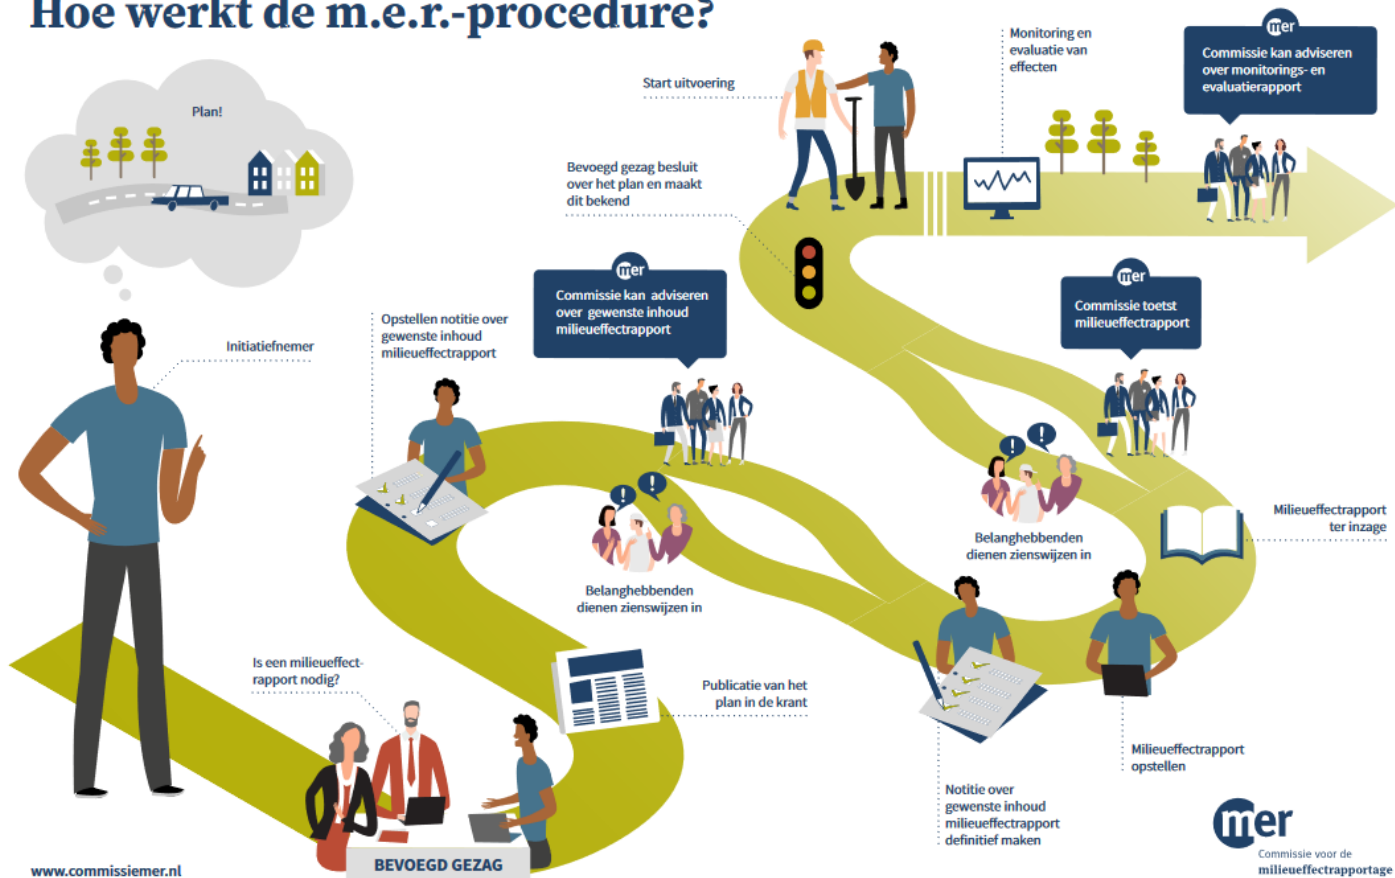 Hoe werkt de m.e.r.-procedure?
Plan!
Initiatiefnemer
Is een milieueffect-
rapport nodig?
BEVOEGD GEZAG
Publicatie van het
plan in de krant
Opstellen notitie over
gewenste inhoud
milieueffectrapport
mer
Commissie kan adviseren
over gewenste inhoud
milieueffectrapport
Belanghebbenden
dienen zienswijzen in
Notitie over
gewenste inhoud
milieueffectrapport
definitief maken
Milieueffectrapport
opstellen
Milieueffectrapport
ter inzage
mer
Commissie toetst
milieueffectrapport
Belanghebbenden
dienen zienswijzen in
Bevoegd gezag besluit
over het plan en maakt
dit bekend
Start uitvoering
Monitoring en
evaluatie van
effecten
mer
Commissie kan adviseren
over monitorings- en
evaluatierapport
www.commissiemer.nl
mer
Commissie voor de
milieueffectrapportage